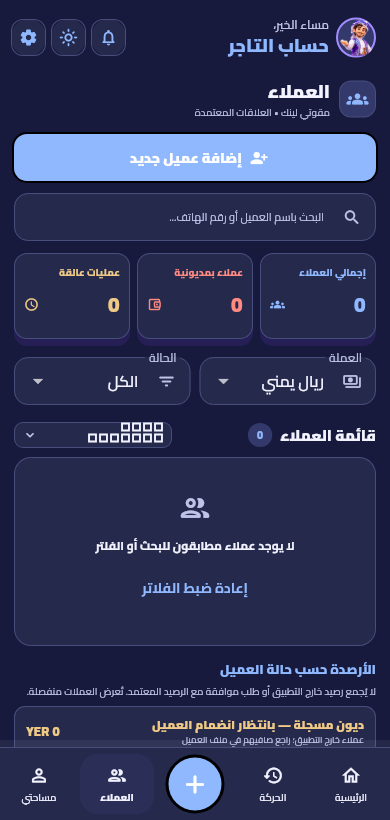 مساء الخير،
حساب التاجر
العملاء
مقوتي لينك • العلاقات المعتمدة
إضافة عميل جديد
البحث باسم العميل أو رقم الهاتف...
إجمالي العملاء
0
عملاء بمديونية
0
عمليات عالقة
0
العملة
ريال يمني
الحالة
الكل
قائمة العملاء
0
لا يوجد عملاء مطابقون للبحث أو الفلتر
إعادة ضبط الفلاتر
الأرصدة حسب حالة العميل
لا يُجمع رصيد خارج التطبيق أو طلب موافقة مع الرصيد المعتمد. تُعرض العملات منفصلة.
ديون مسجلة — بانتظار انضمام العميل
YER 0
عملاء خارج التطبيق؛ راجع صافيهم في ملف العميل
الرئيسية
الحركة
العملاء
مساحتي